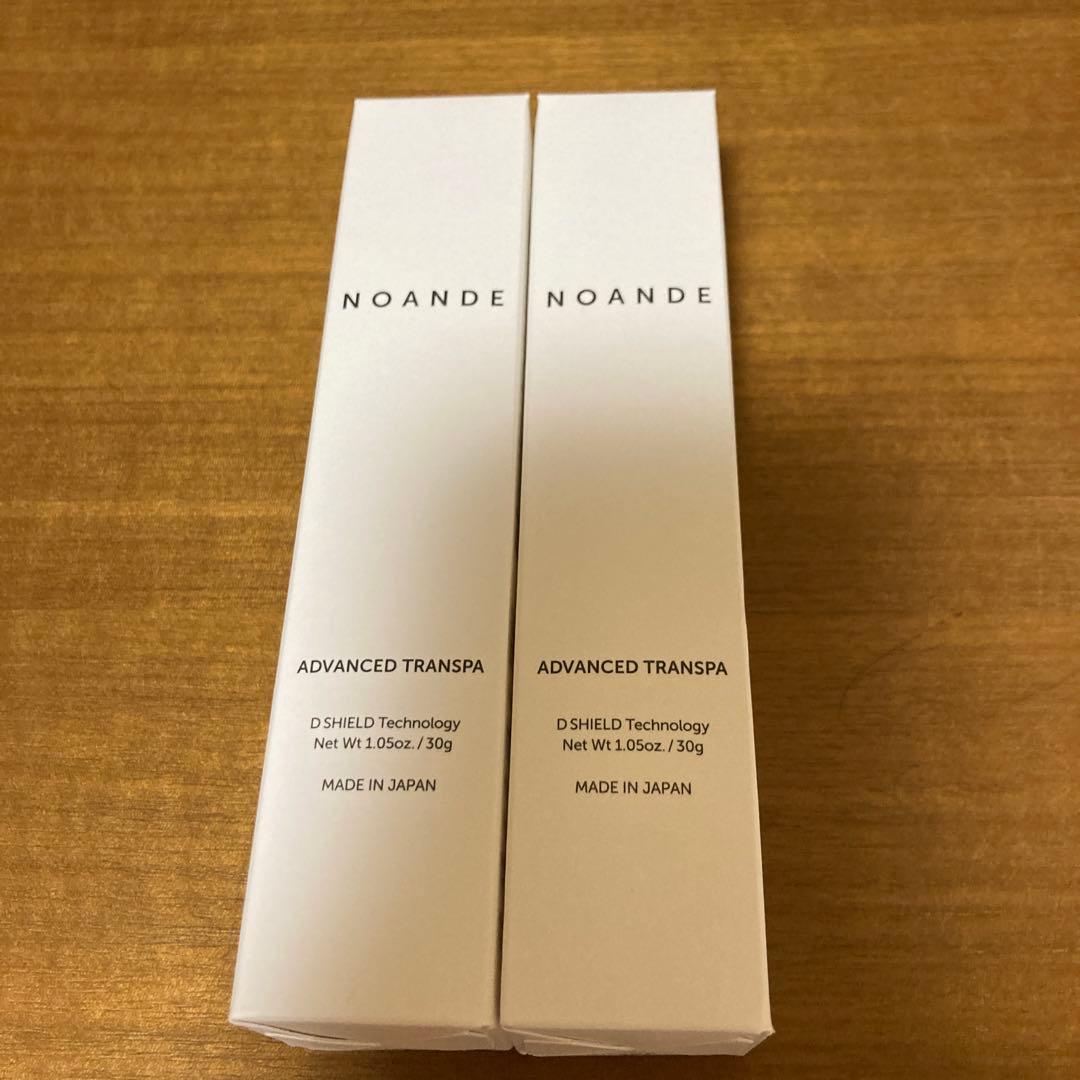 NOANDE
ADVANCED TRANSPA
D SHIELD Technology
Net Wt 1.05oz. / 30g
MADE IN JAPAN
NOANDE
ADVANCED TRANSPA
D SHIELD Technology
Net Wt 1.05oz. / 30g
MADE IN JAPAN